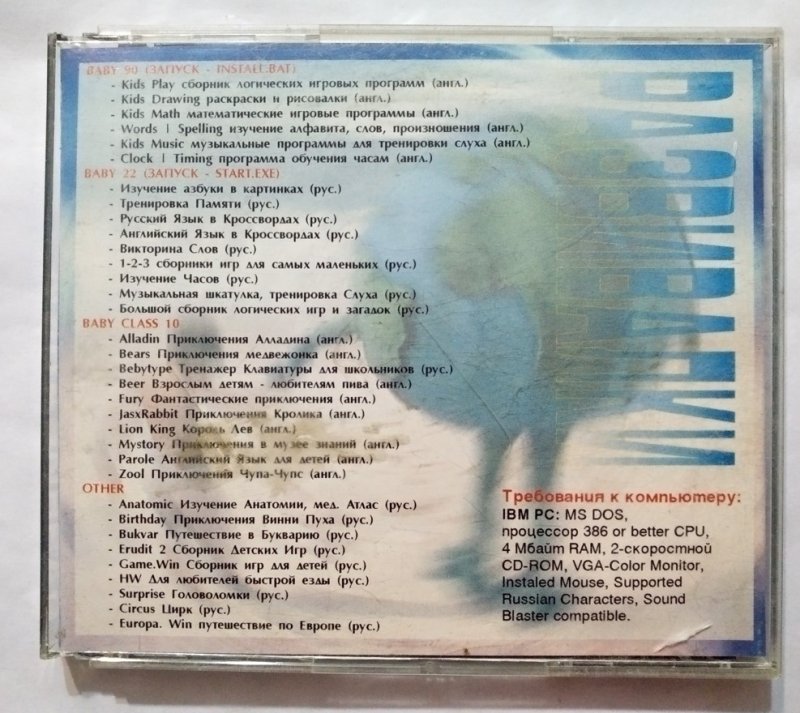 BABY 90 (ЗАПУСК - INSTALL.BAT)
- Kids Play сборник логических игровых программ (англ.)
- Kids Drawing раскраски и рисовалки (англ.)
- Kids Math математические игровые программы (англ.)
- Words | Spelling изучение алфавита, слов, произношения (англ.)
- Kids Music музыкальные программы для тренировки слуха (англ.)
- Clock | Timing программа обучения часам (англ.)
BABY 22 (ЗАПУСК - START.EXE)
- Изучение азбуки в картинках (рус.)
- Тренировка Памяти (рус.)
- Русский Язык в Кроссвордах (рус.)
- Английский Язык в Кроссвордах (рус.)
- Викторина Слов (рус.)
- 1-2-3 сборники игр для самых маленьких (рус.)
- Изучение Часов (рус.)
- Музыкальная шкатулка, тренировка Слуха (рус.)
- Большой сборник логических игр и загадок (рус.)
BABY CLASS 10
- Alladin Приключения Алладина (англ.)
- Bears Приключения медвежонка (англ.)
- Bebytype Тренажер Клавиатуры для школьников (рус.)
- Beer Взрослым детям - любителям пива (англ.)
- Fury Фантастические приключения (англ.)
- JasxRabbit Приключения Кролика (англ.)
- Lion King Король Лев (англ.)
- Mystory Приключения в музее знаний (англ.)
- Parole Английский Язык для детей (англ.)
- Zool Приключения Чупа-Чупс (англ.)
OTHER
- Anatomic Изучение Анатомии, мед. Атлас (рус.)
- Birthday Приключения Винни Пуха (рус.)
- Bukvar Путешествие в Букварию (рус.)
- Erudit 2 Сборник Детских Игр (рус.)
- Game.Win Сборник игр для детей (рус.)
- HW Для любителей быстрой езды (рус.)
- Surprise Головоломки (рус.)
- Circus Цирк (рус.)
- Europa. Win путешествие по Европе (рус.)
РАЗВИВАЛКИ
Требования к компьютеру:
IBM PC: MS DOS,
процессор 386 or better CPU,
4 Мбайт RAM, 2-скоростной
CD-ROM, VGA-Color Monitor,
Instaled Mouse, Supported
Russian Characters, Sound
Blaster compatible.